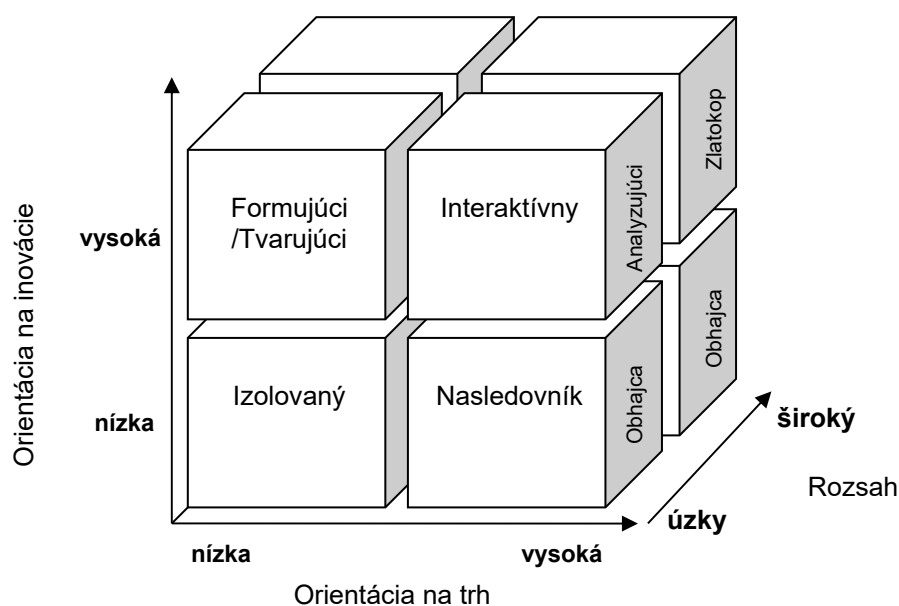 Orientácia na inovácie
vysoká
nízka
Formujúci
/Tvarujúci
Interaktívny
Analyzujúci
Zlatokop
Izolovaný
Nasledovník
Obhajca
Obhajca
široký
Rozsah
úzky
nízka
vysoká
Orientácia na trh